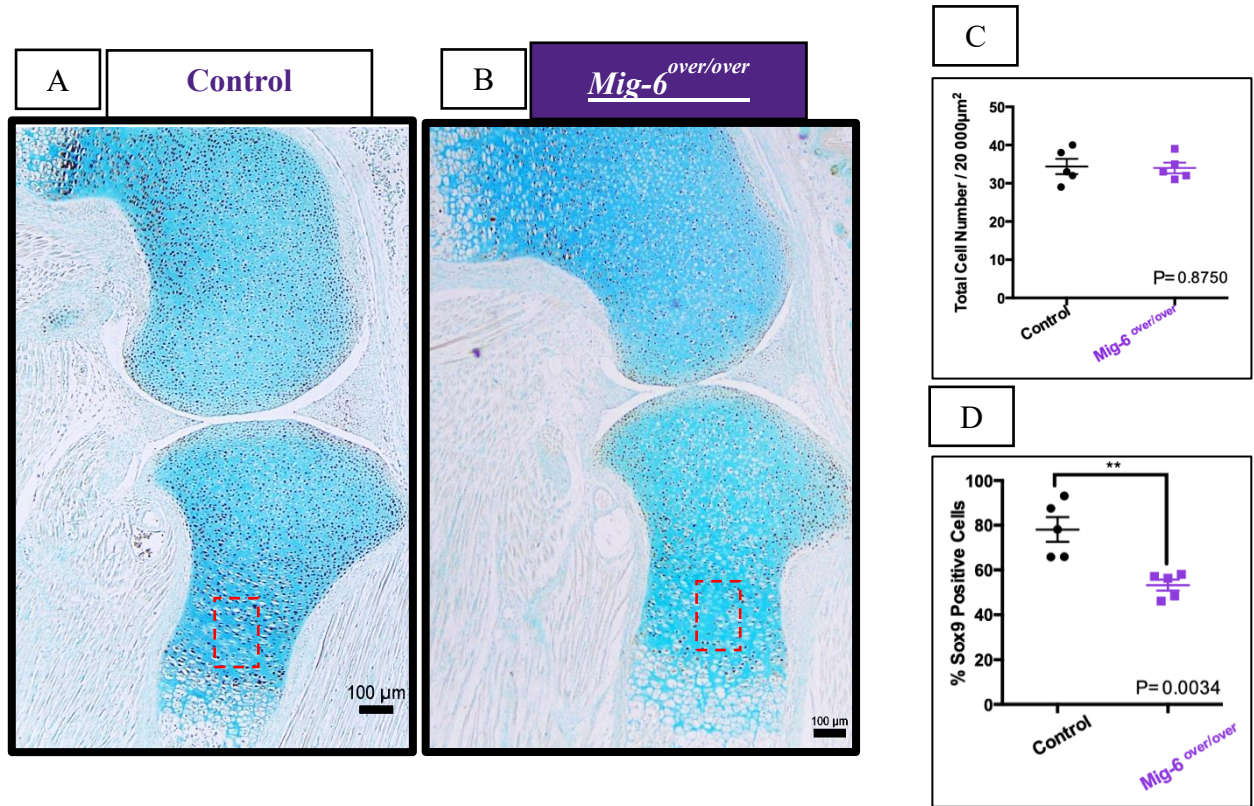 A
Control
B
Mig-6over/over
100 µm
100 µm
C
Total Cell Number / 20 000µm²
50
40
30
20
10
0
P= 0.8750
Control
Mig-6 over/over
D
% Sox9 Positive Cells
100
80
60
40
20
0
**
P= 0.0034
Control
Mig-6 over/over